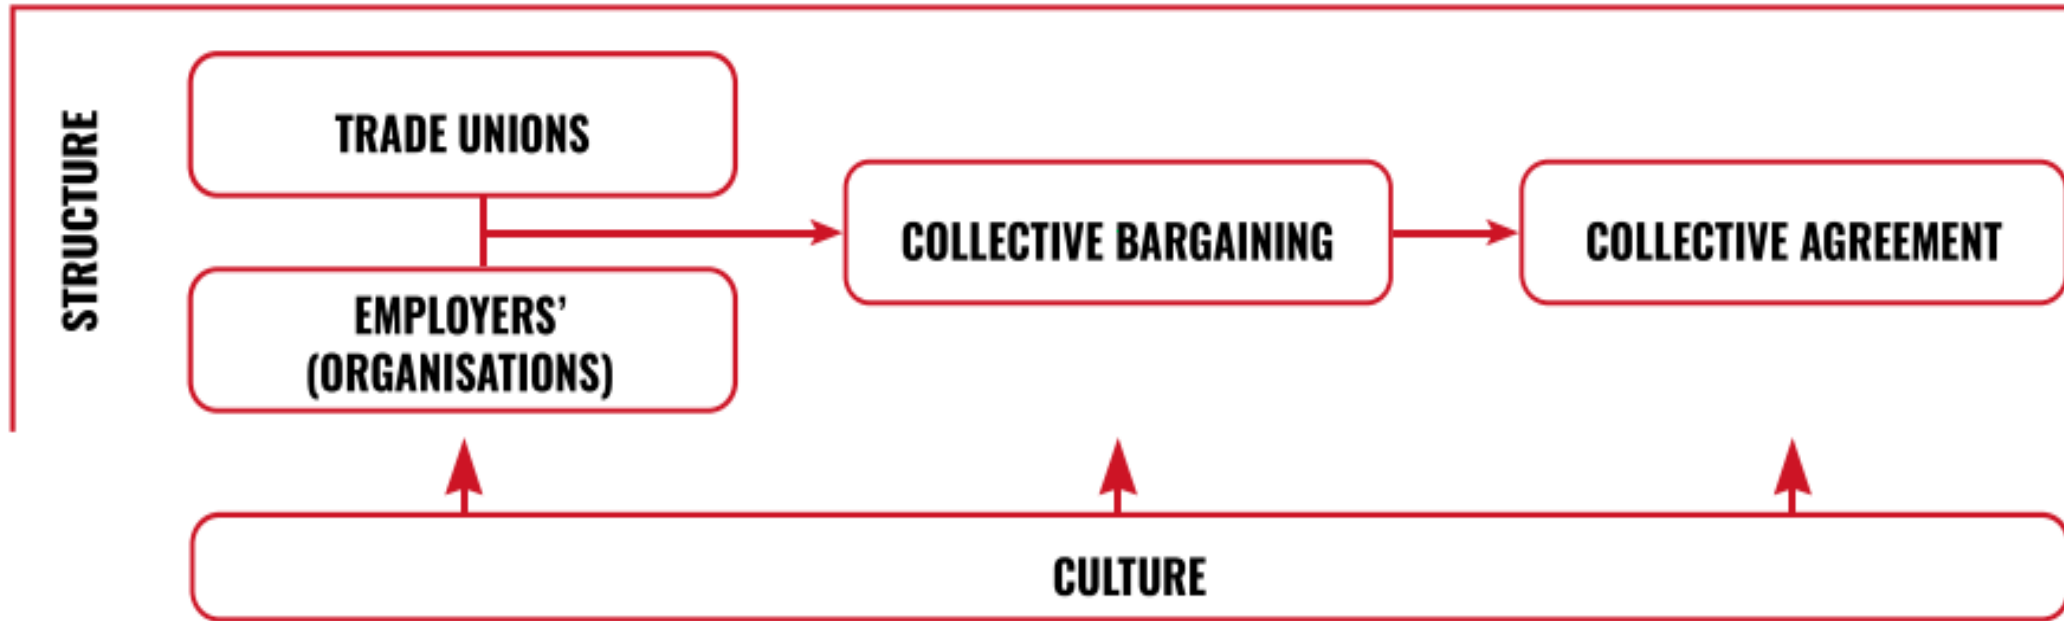 STRUCTURE
TRADE UNIONS
EMPLOYERS’
(ORGANISATIONS)
COLLECTIVE BARGAINING
COLLECTIVE AGREEMENT
CULTURE